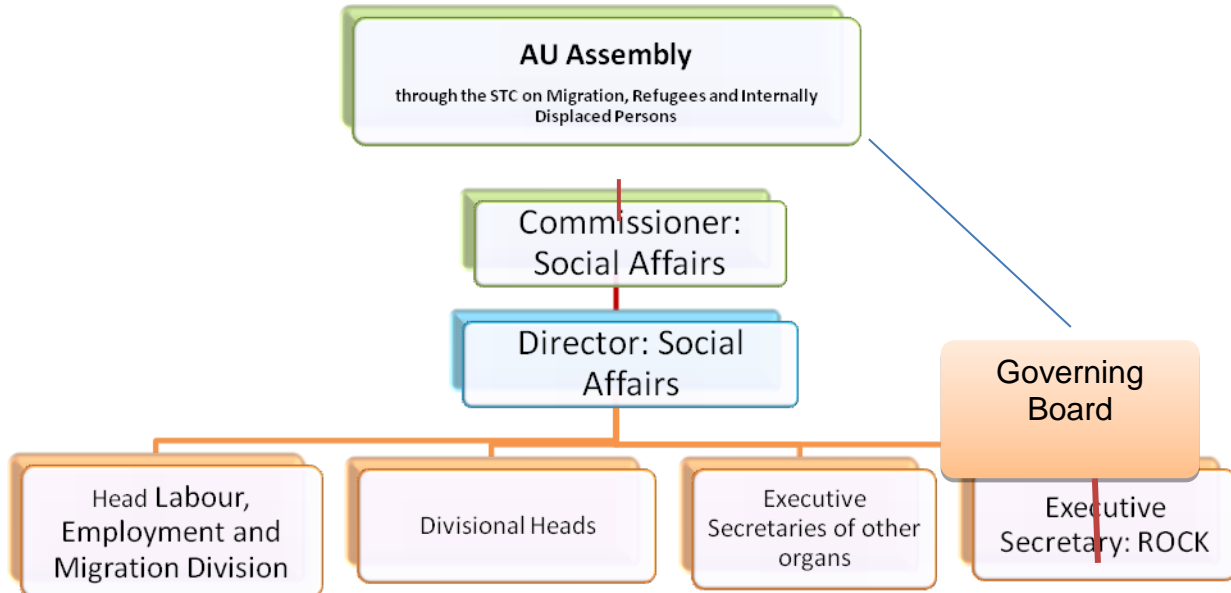 AU Assembly
through the STC on Migration, Refugees and Internally
Displaced Persons
Commissioner:
Social Affairs
Director: Social
Affairs
Governing
Board
Head Labour,
Employment and
Migration Division
Divisional Heads
Executive
Secretaries of other
organs
Executive
Secretary: ROCK